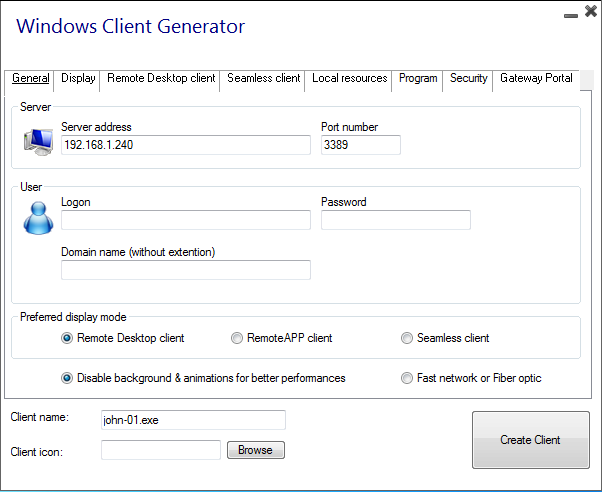 Windows Client Generator
General Display Remote Desktop client Seamless client Local resources Program Security Gateway Portal
Server
Server address Port number
192.168.1.240 3389
User
Logon Password
Domain name (without extention)
Preferred display mode
Remote Desktop client RemoteAPP client Seamless client
Disable background & animations for better performances Fast network or Fiber optic
Client name: john-01.exe
Create Client
Client icon: Browse